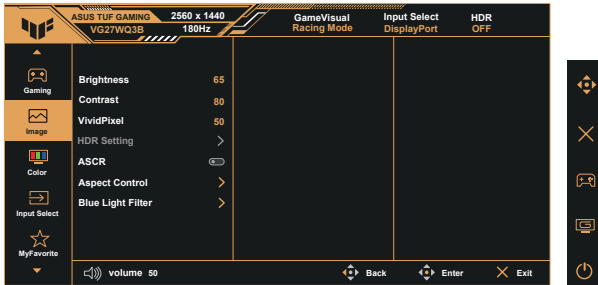 ASUS TUF GAMING 2560 x 1440
VG27WQ3B 180Hz
GameVisual Input Select HDR
Racing Mode DisplayPort OFF
Gaming
Image
Color
Input Select
MyFavorite
Brightness 65
Contrast 80
VividPixel 50
HDR Setting
ASCR
Aspect Control
Blue Light Filter
volume 50
Back Enter Exit